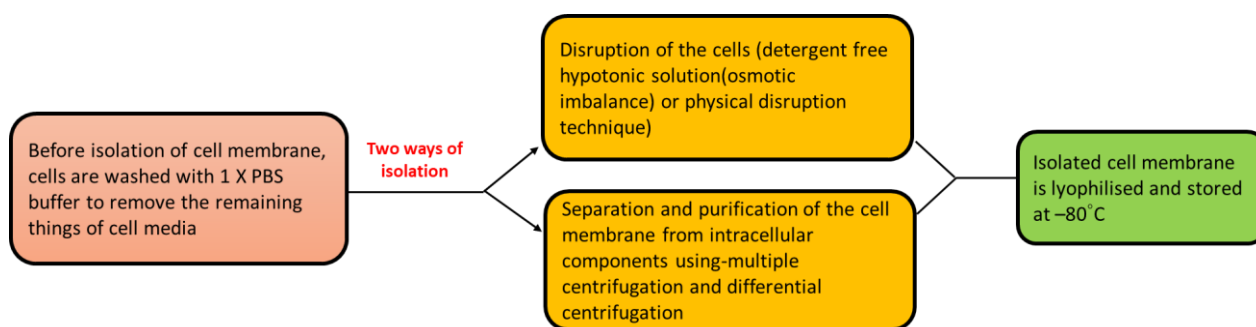 Before isolation of cell membrane,
cells are washed with 1 X PBS
buffer to remove the remaining
things of cell media
Two ways of
isolation
Disruption of the cells (detergent free
hypotonic solution(osmotic
imbalance) or physical disruption
technique)
Separation and purification of the cell
membrane from intracellular
components using-multiple
centrifugation and differential
centrifugation
Isolated cell membrane
is lyophilised and stored
at –80°C